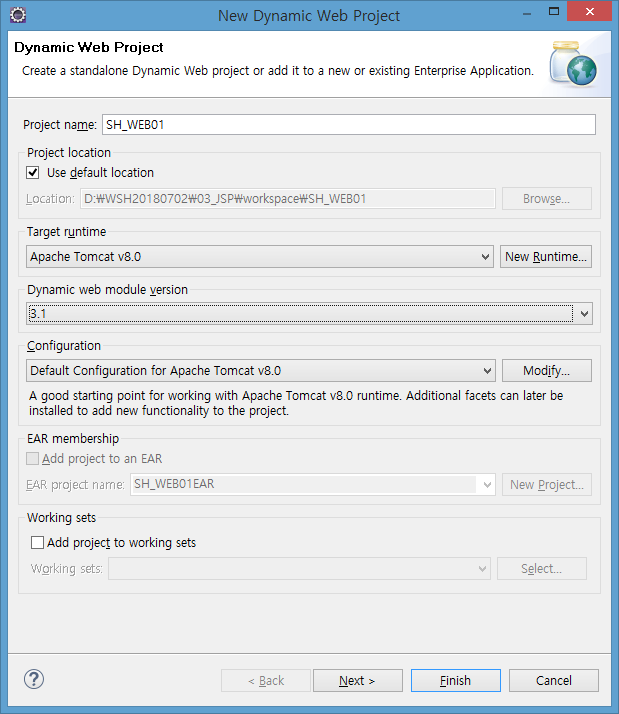 New Dynamic Web Project
Dynamic Web Project
Create a standalone Dynamic Web project or add it to a new or existing Enterprise Application.
Project name: SH_WEB01
Project location
Use default location
Location: D:₩WSH20180702₩03_JSP₩workspace₩SH_WEB01 Browse...
Target runtime
Apache Tomcat v8.0 New Runtime...
Dynamic web module version
3.1
Configuration
Default Configuration for Apache Tomcat v8.0 Modify...
A good starting point for working with Apache Tomcat v8.0 runtime. Additional facets can later be
installed to add new functionality to the project.
EAR membership
Add project to an EAR
EAR project name: SH_WEB01EAR New Project...
Working sets
Add project to working sets
Working sets: Select...
? < Back Next > Finish Cancel